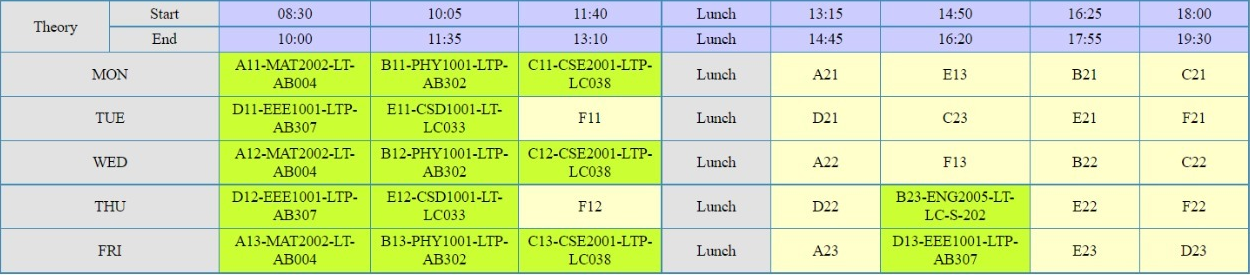 Theory Start 08:30 10:05 11:40 Lunch 13:15 14:50 16:25 18:00
End 10:00 11:35 13:10 Lunch 14:45 16:20 17:55 19:30
MON A11-MAT2002-LT-AB004 B11-PHY1001-LTP-AB302 C11-CSE2001-LTP-LC038 Lunch A21 E13 B21 C21
TUE D11-EEE1001-LTP-AB307 E11-CSD1001-LT-LC033 F11 Lunch D21 C23 E21 F21
WED A12-MAT2002-LT-AB004 B12-PHY1001-LTP-AB302 C12-CSE2001-LTP-LC038 Lunch A22 F13 B22 C22
THU D12-EEE1001-LTP-AB307 E12-CSD1001-LT-LC033 F12 Lunch D22 B23-ENG2005-LT-LC-S-202 E22 F22
FRI A13-MAT2002-LT-AB004 B13-PHY1001-LTP-AB302 C13-CSE2001-LTP-LC038 Lunch A23 D13-EEE1001-LTP-AB307 E23 D23